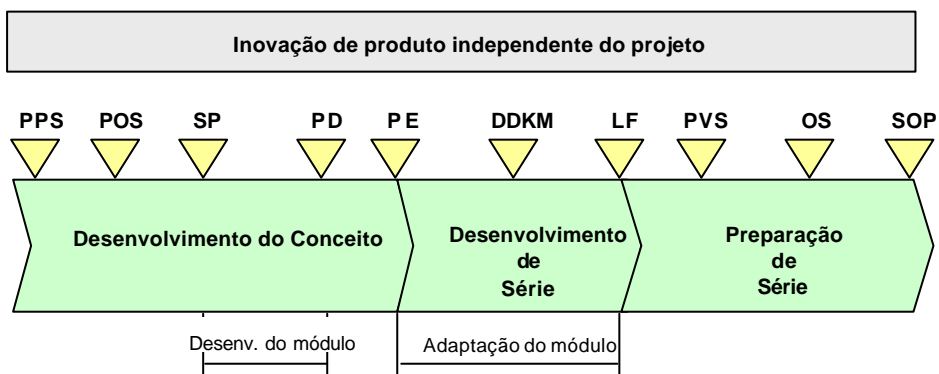 Inovação de produto independente do projeto
PPS POS SP PD PE DDKM LF PVS OS SOP
Desenvolvimento do Conceito
Desenvolvimento
de
Série
Preparação
de
Série
Desenv. do módulo
Adaptação do módulo